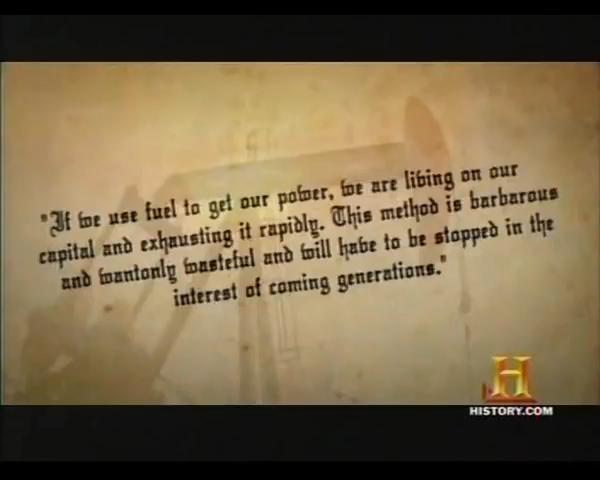 "If we use fuel to get our power, we are living on our
capital and exhausting it rapidly. This method is barbarous
and wantonly wasteful and will have to be stopped in the
interest of coming generations."
H
HISTORY.COM